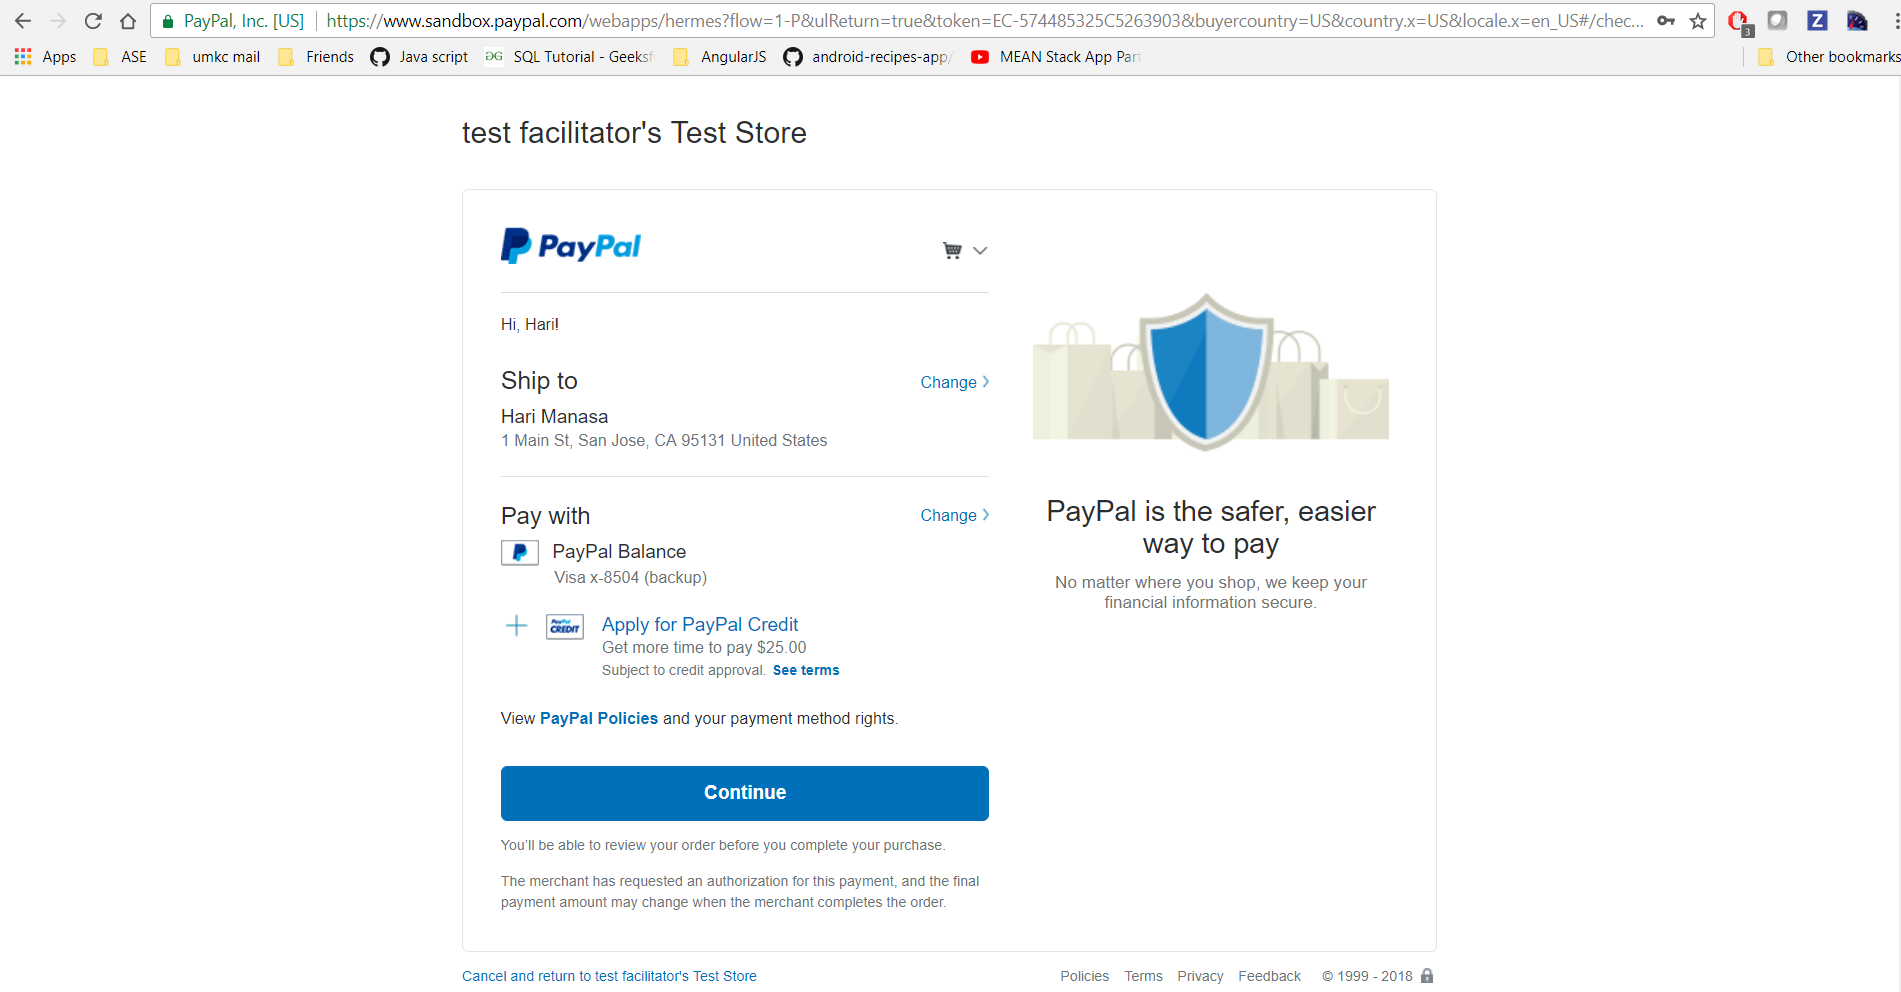 PayPal, Inc. [US] https://www.sandbox.paypal.com/webapps/hermes?flow=1-P&ulReturn=true&token=EC-574485325C5263903&buyercountry=US&country.x=US&locale.x=en_US#/chec...
3
Z
Apps ASE umkc mail Friends Java script SQL Tutorial - Geeksf AngularJS android-recipes-app/ MEAN Stack App Part Other bookmarks
test facilitator's Test Store
PayPal
Hi, Hari!
Ship to Change
Hari Manasa
1 Main St, San Jose, CA 95131 United States
Pay with Change
PayPal Balance
Visa x-8504 (backup)
PayPal CREDIT
Apply for PayPal Credit
Get more time to pay $25.00
Subject to credit approval. See terms
View PayPal Policies and your payment method rights.
Continue
You'll be able to review your order before you complete your purchase.
The merchant has requested an authorization for this payment, and the final
payment amount may change when the merchant completes the order.
PayPal is the safer, easier
way to pay
No matter where you shop, we keep your
financial information secure.
Cancel and return to test facilitator's Test Store
Policies Terms Privacy Feedback © 1999 - 2018